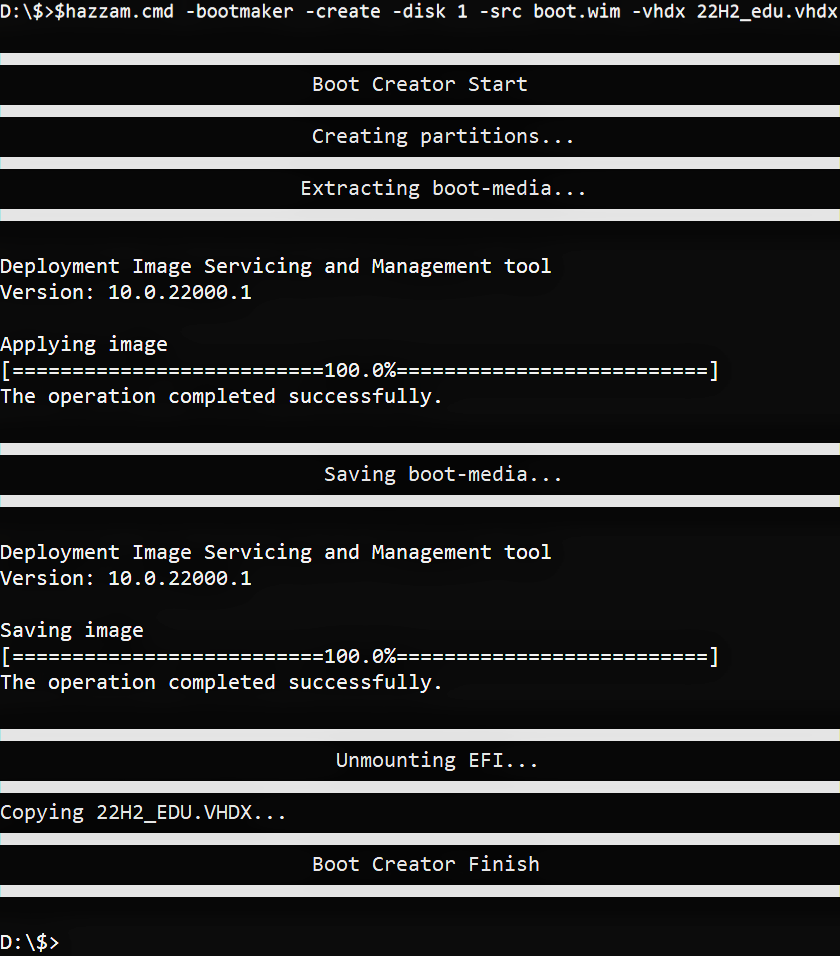 D:\$>$hazzam.cmd -bootmaker -create -disk 1 -src boot.wim -vhdx 22H2_edu.vhdx
Boot Creator Start
Creating partitions...
Extracting boot-media...
Deployment Image Servicing and Management tool
Version: 10.0.22000.1
Applying image
[==========================100.0%==========================]
The operation completed successfully.
Saving boot-media...
Deployment Image Servicing and Management tool
Version: 10.0.22000.1
Saving image
[==========================100.0%==========================]
The operation completed successfully.
Unmounting EFI...
Copying 22H2_EDU.VHDX...
Boot Creator Finish
D:\$>